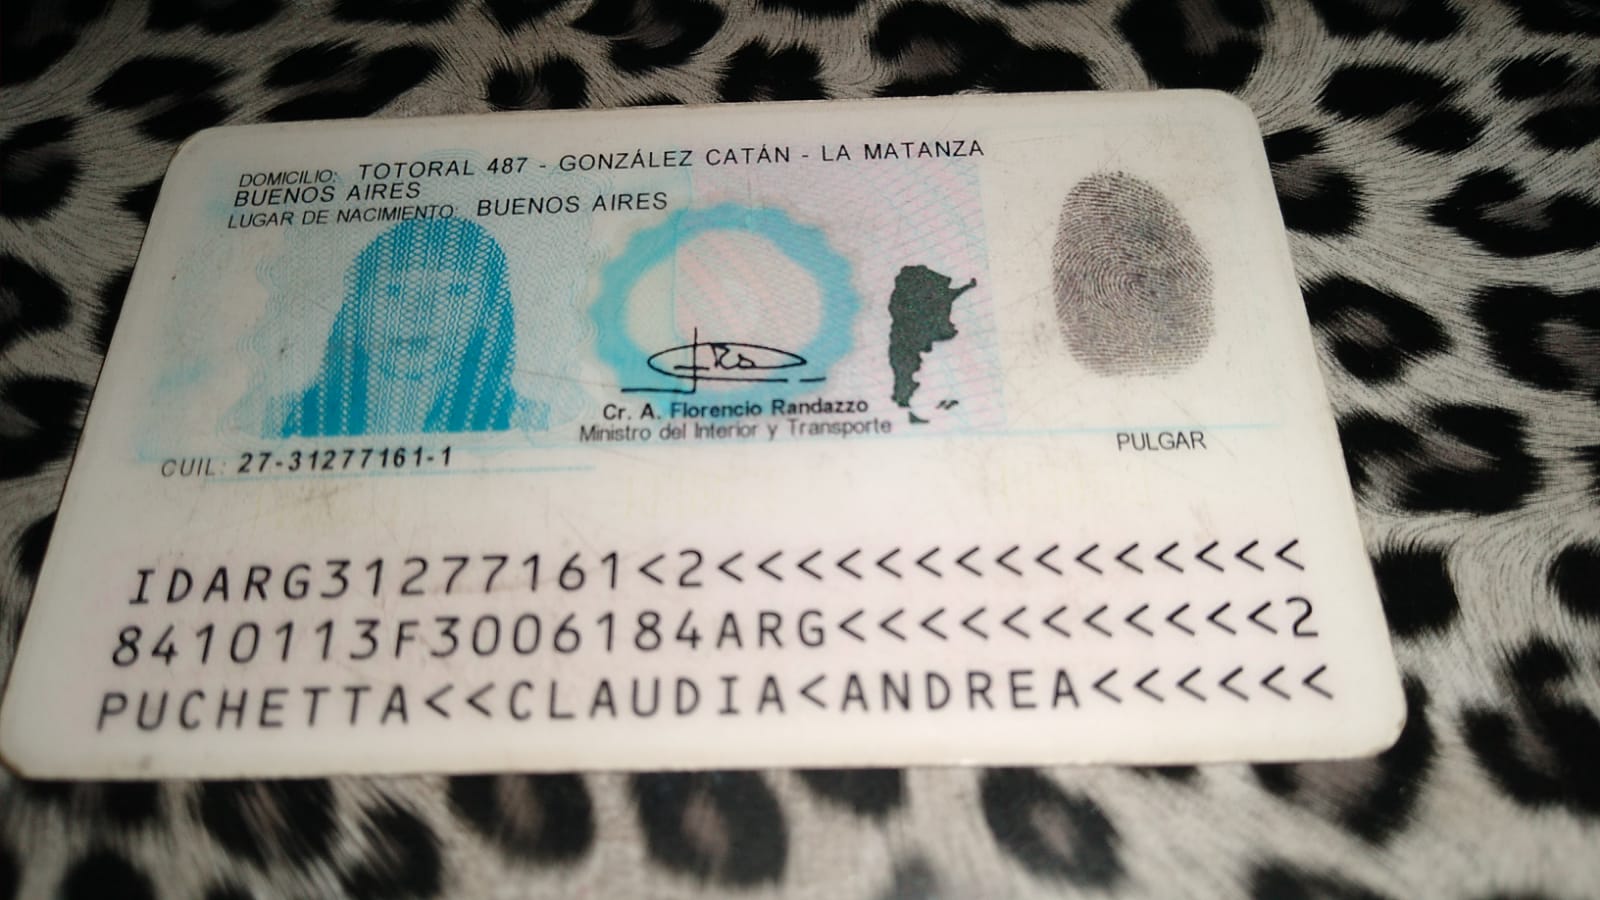 DOMICILIO: TOTORAL 487 - GONZÁLEZ CATÁN - LA MATANZA
BUENOS AIRES
LUGAR DE NACIMIENTO: BUENOS AIRES
Cr. A. Florencio Randazzo
Ministro del Interior y Transporte
PULGAR
CUIL: 27-31277161-1
IDARG31277161<2<<<<<<<<<<<<<<<
8410113F3006184ARG<<<<<<<<<<<2
PUCHETTA<<CLAUDIA<ANDREA<<<<<<